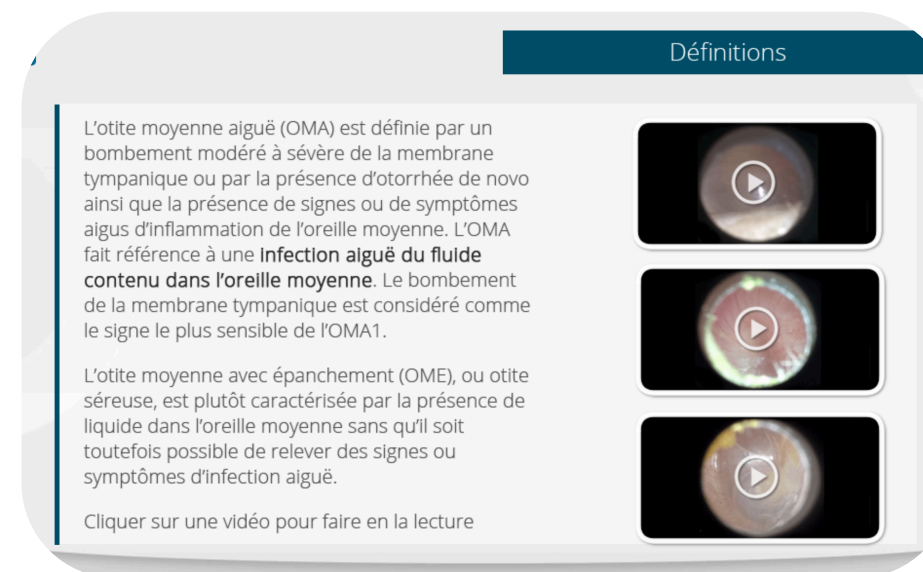 Définitions
L'otite moyenne aiguë (OMA) est définie par un
bombement modéré à sévère de la membrane
tympanique ou par la présence d'otorrhée de novo
ainsi que la présence de signes ou de symptômes
aigus d'inflammation de l'oreille moyenne. L'OMA
fait référence à une infection aiguë du fluide
contenu dans l'oreille moyenne. Le bombement
de la membrane tympanique est considéré comme
le signe le plus sensible de l'OMA1.
L'otite moyenne avec épanchement (OME), ou otite
séreuse, est plutôt caractérisée par la présence de
liquide dans l'oreille moyenne sans qu'il soit
toutefois possible de relever des signes ou
symptômes d'infection aiguë.
Cliquer sur une vidéo pour faire en la lecture